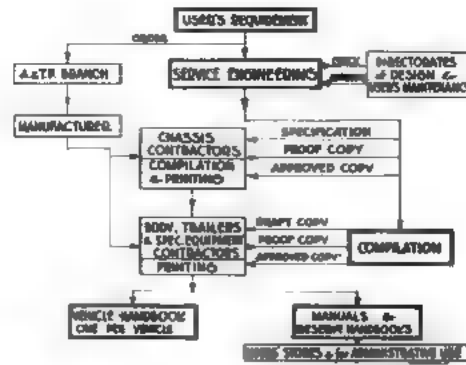 USER'S REQUIREMENT
ORDER
SERVICE ENGINEERING
DIRECTORATES
of DESIGN &
USER'S MAINTENANCE
BRANCH
MANUFACTURER
CHASSIS
CONTRACTORS
COMPILATION
& PRINTING
SPECIFICATION
PROOF COPY
APPROVED COPY
BODY, TRAILERS
& SPEC. EQUIPMENT
CONTRACTORS
PRINTING
DRAFT COPY
PROOF COPY
APPROVED COPY
COMPILATION
VEHICLE HANDBOOK
ONE PER VEHICLE
MANUALS &
RESERVE HANDBOOKS
STORES & for ADMINISTRATIVE USE